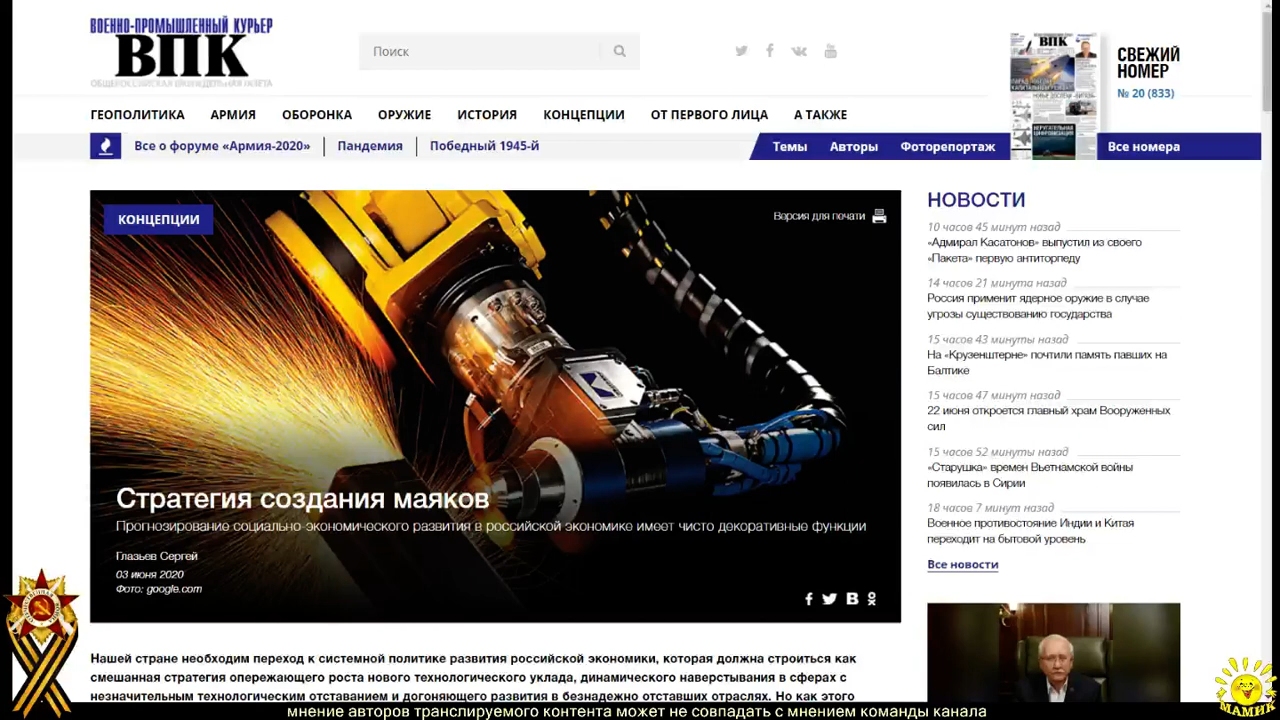 ВОЕННО-ПРОМЫШЛЕННЫЙ КУРЬЕР
ВПК
ОБЩЕРОССИЙСКАЯ ЕЖЕНЕДЕЛЬНАЯ ГАЗЕТА
Поиск
ВПК
СВЕЖИЙ
НОМЕР
№ 20 (833)
ГЕОПОЛИТИКА АРМИЯ ОБОРОНКА ОРУЖИЕ ИСТОРИЯ КОНЦЕПЦИИ ОТ ПЕРВОГО ЛИЦА А ТАКЖЕ
Все о форуме «Армия-2020» Пандемия Победный 1945-й
Темы Авторы Фоторепортаж Все номера
КОНЦЕПЦИИ
Версия для печати
Стратегия создания маяков
Прогнозирование социально-экономического развития в российской экономике имеет чисто декоративные функции
Глазьев Сергей
03 июня 2020
Фото: google.com
НОВОСТИ
10 часов 45 минут назад
«Адмирал Касатонов» выпустил из своего
«Пакета» первую антиторпеду
14 часов 21 минута назад
Россия применит ядерное оружие в случае
угрозы существованию государства
15 часов 43 минуты назад
На «Крузенштерне» почтили память павших на
Балтике
15 часов 47 минут назад
22 июня откроется главный храм Вооруженных
сил
15 часов 52 минуты назад
«Старушка» времен Вьетнамской войны
появилась в Сирии
18 часов 7 минут назад
Военное противостояние Индии и Китая
переходит на бытовой уровень
Все новости
Нашей стране необходим переход к системной политике развития российской экономики, которая должна строиться как
смешанная стратегия опережающего роста нового технологического уклада, динамического наверстывания в сферах с
незначительным технологическим отставанием и догоняющего развития в безнадежно отставших отраслях. Но как этого
мнение авторов транслируемого контента может не совпадать с мнением команды канала
МАМИК